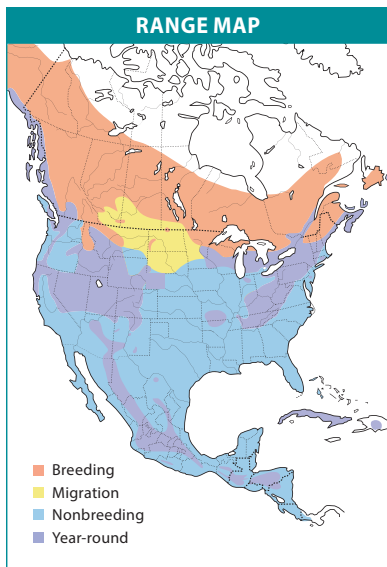 RANGE MAP
Breeding
Migration
Nonbreeding
Year-round